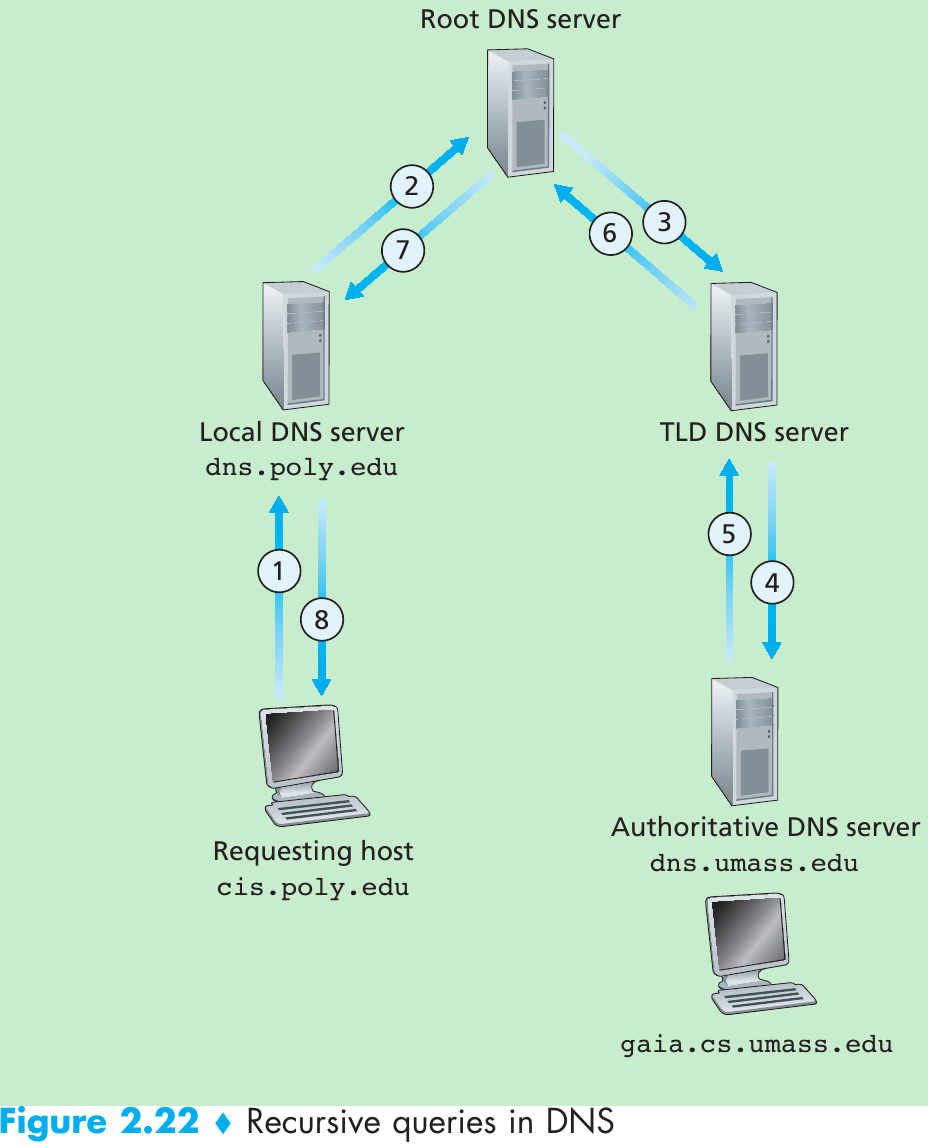 Root DNS server
2
7
6
3
Local DNS server
dns.poly.edu
TLD DNS server
1
8
5
4
Requesting host
cis.poly.edu
Authoritative DNS server
dns.umass.edu
gaia.cs.umass.edu
Figure 2.22 ♦ Recursive queries in DNS